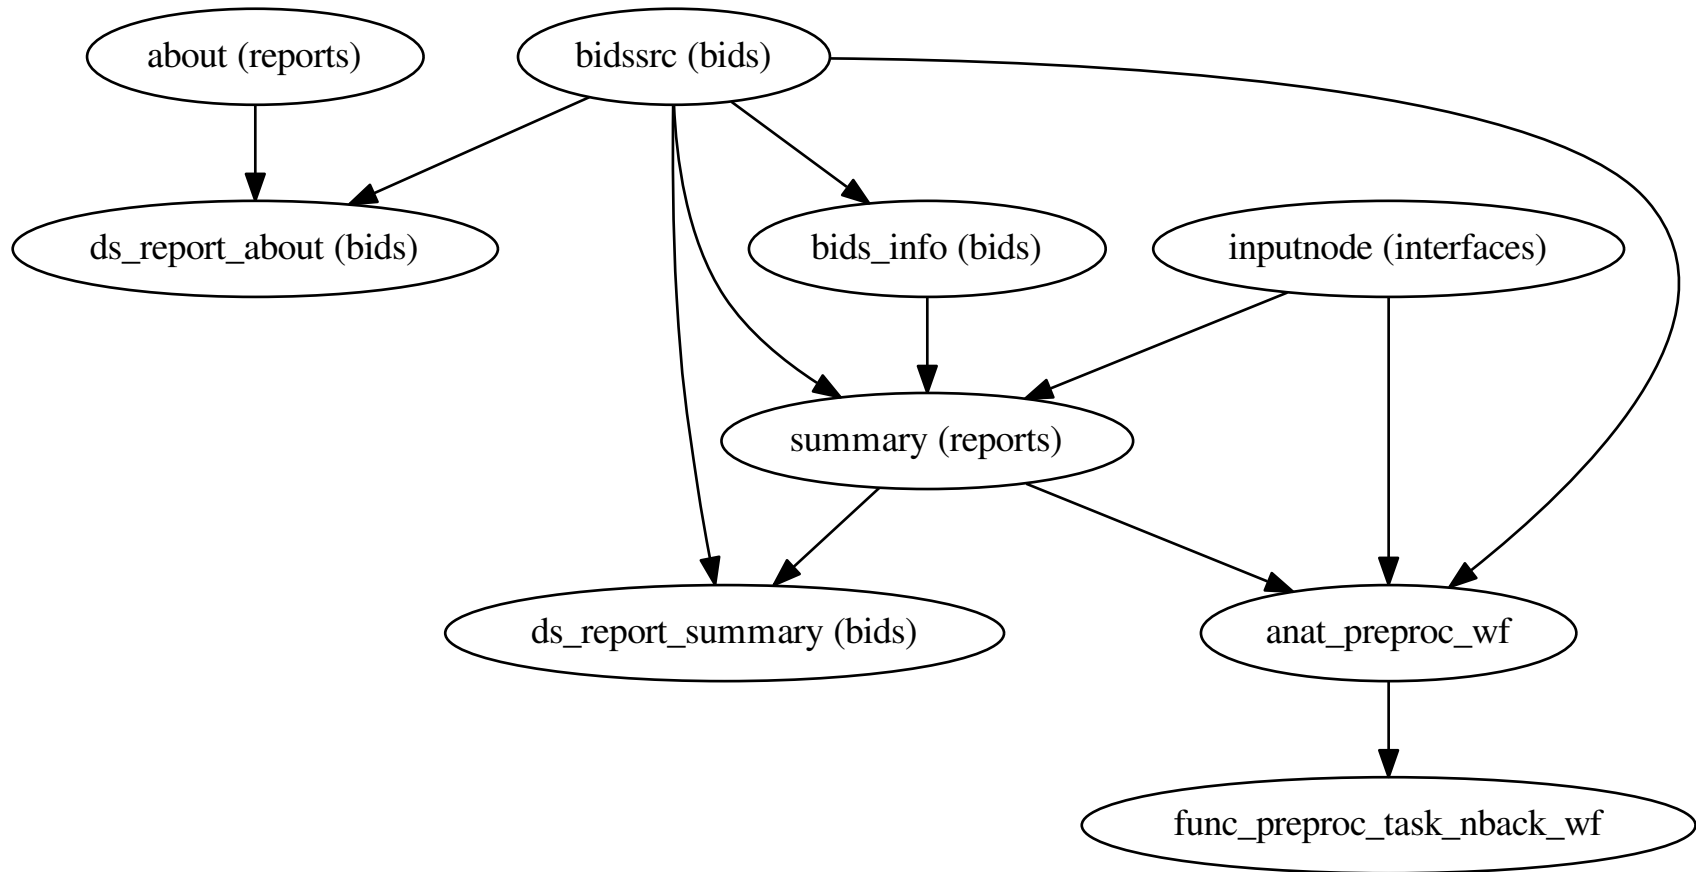 about (reports)
bidssrc (bids)
ds_report_about (bids)
bids_info (bids)
inputnode (interfaces)
summary (reports)
ds_report_summary (bids)
anat_preproc_wf
func_preproc_task_nback_wf